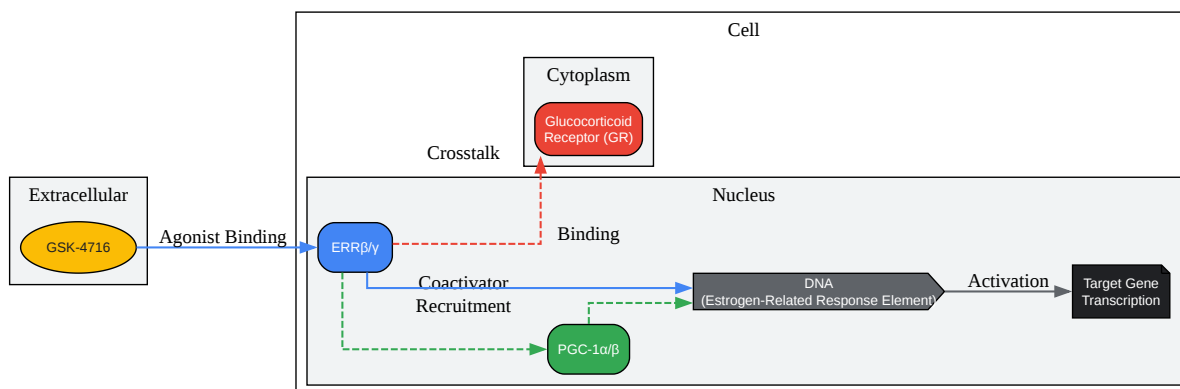 Cell
Cytoplasm
Glucocorticoid
Receptor (GR)
Crosstalk
Extracellular
Nucleus
GSK-4716
Agonist Binding
ERRβ/γ
Binding
Coactivator
Recruitment
DNA
(Estrogen-Related Response Element)
Activation
Target Gene
Transcription
PGC-1α/β